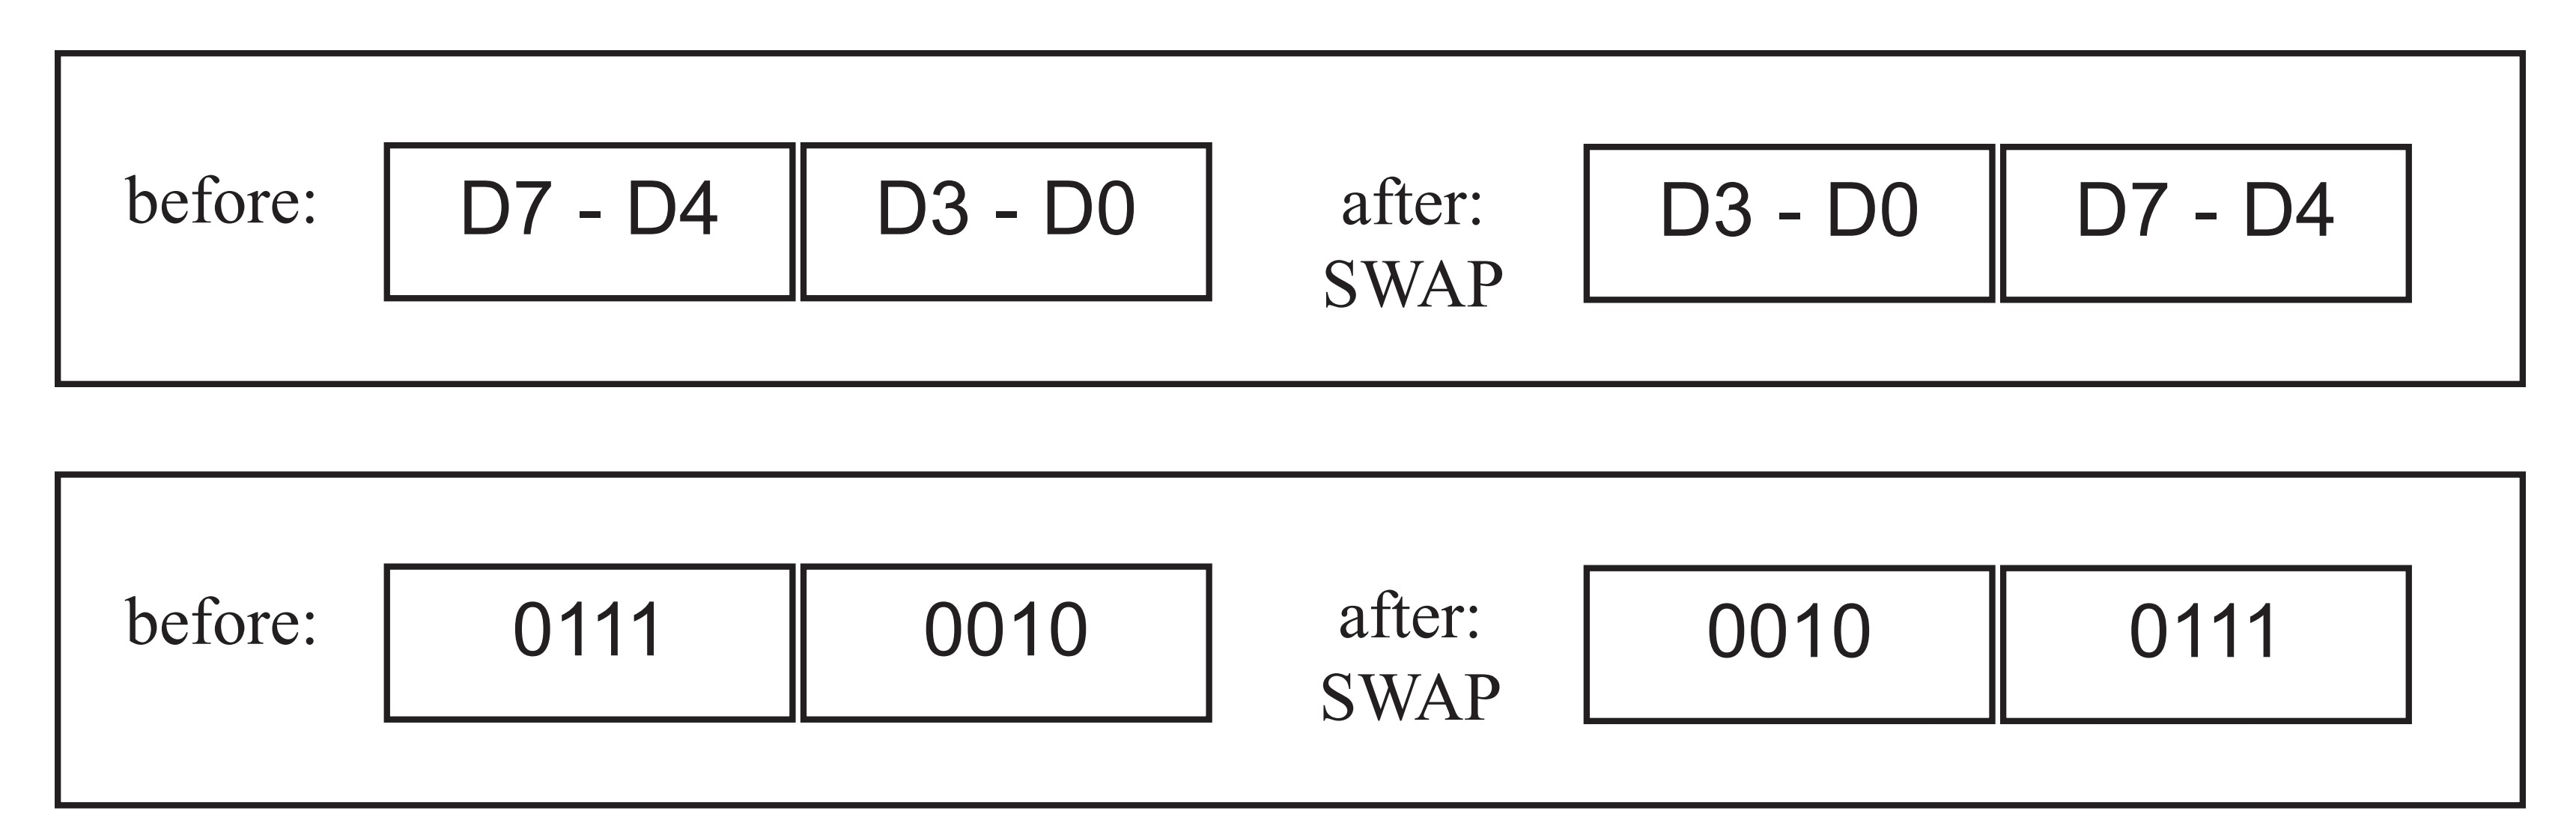 before: D7 - D4 D3 - D0 after: D3 - D0 D7 - D4
SWAP
before: 0111 0010 after: 0010 0111
SWAP